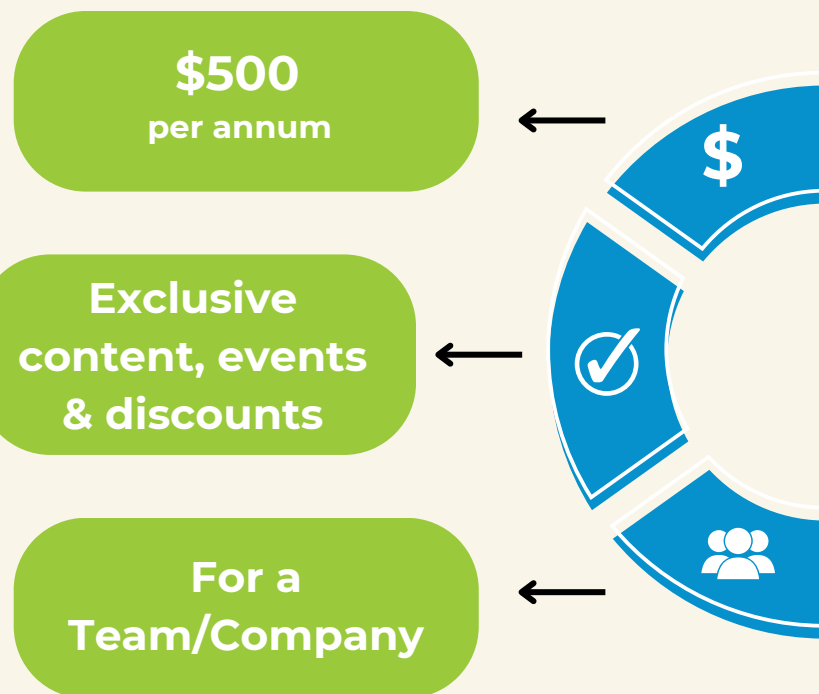 $500
per annum
$
Exclusive
content, events
& discounts
For a
Team/Company